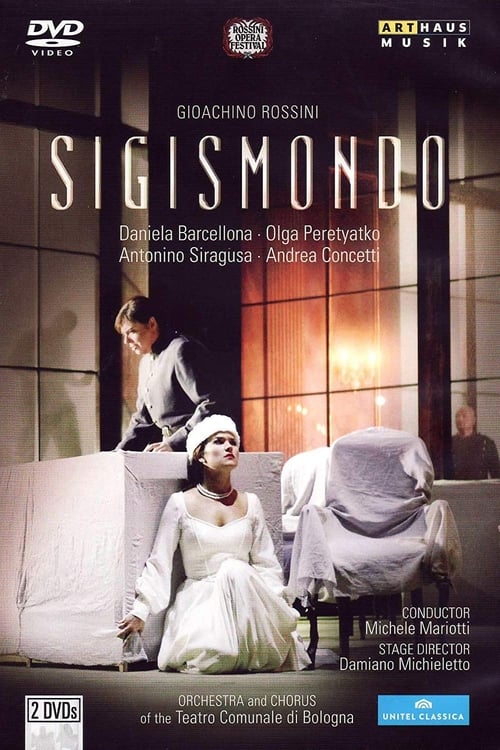 DVD
VIDEO
ROSSINI
OPERA
FESTIVAL
ARTHAUS
MUSIK
GIOACHINO ROSSINI
SIGISMONDO
Daniela Barcellona · Olga Peretyatko
Antonino Siragusa · Andrea Concetti
CONDUCTOR
Michele Mariotti
STAGE DIRECTOR
Damiano Michieletto
ORCHESTRA and CHORUS
of the Teatro Comunale di Bologna
2 DVDs
UNITEL CLASSICA